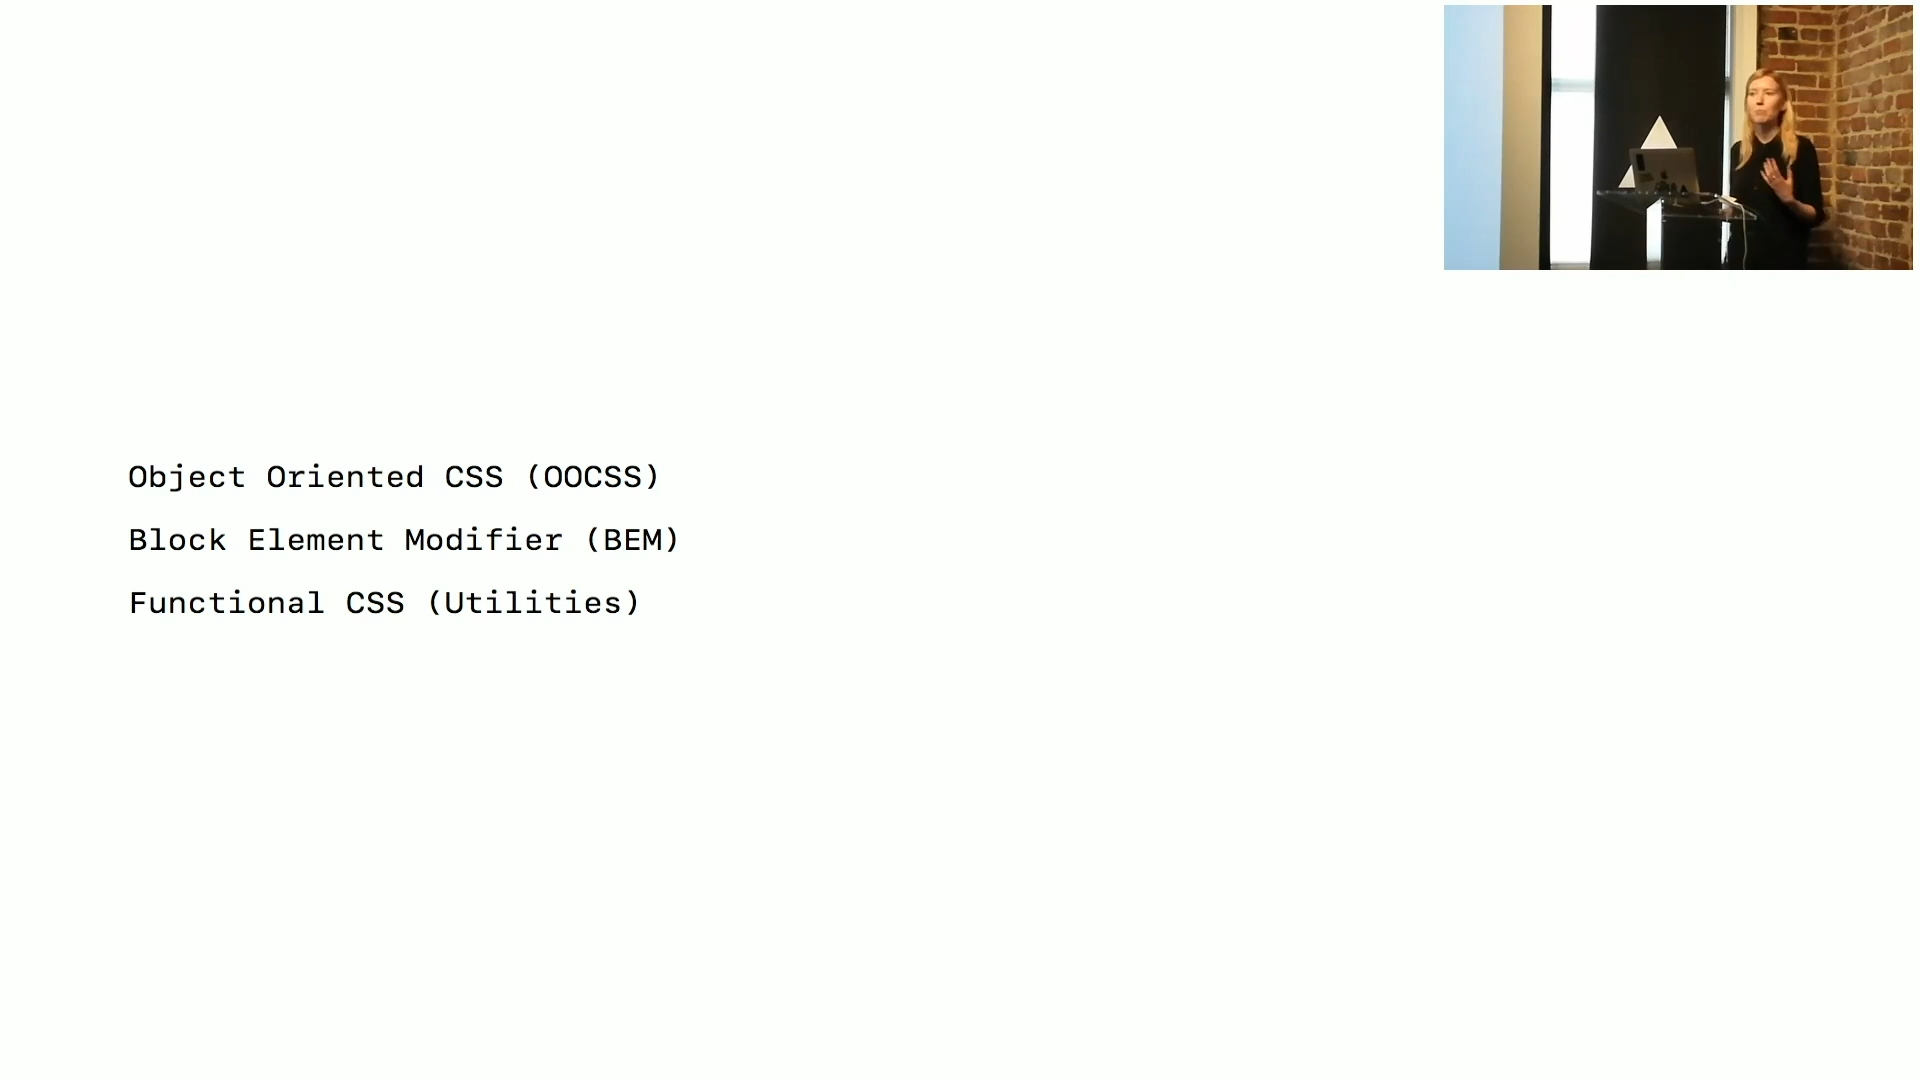 Object Oriented CSS (OOCSS)
Block Element Modifier (BEM)
Functional CSS (Utilities)